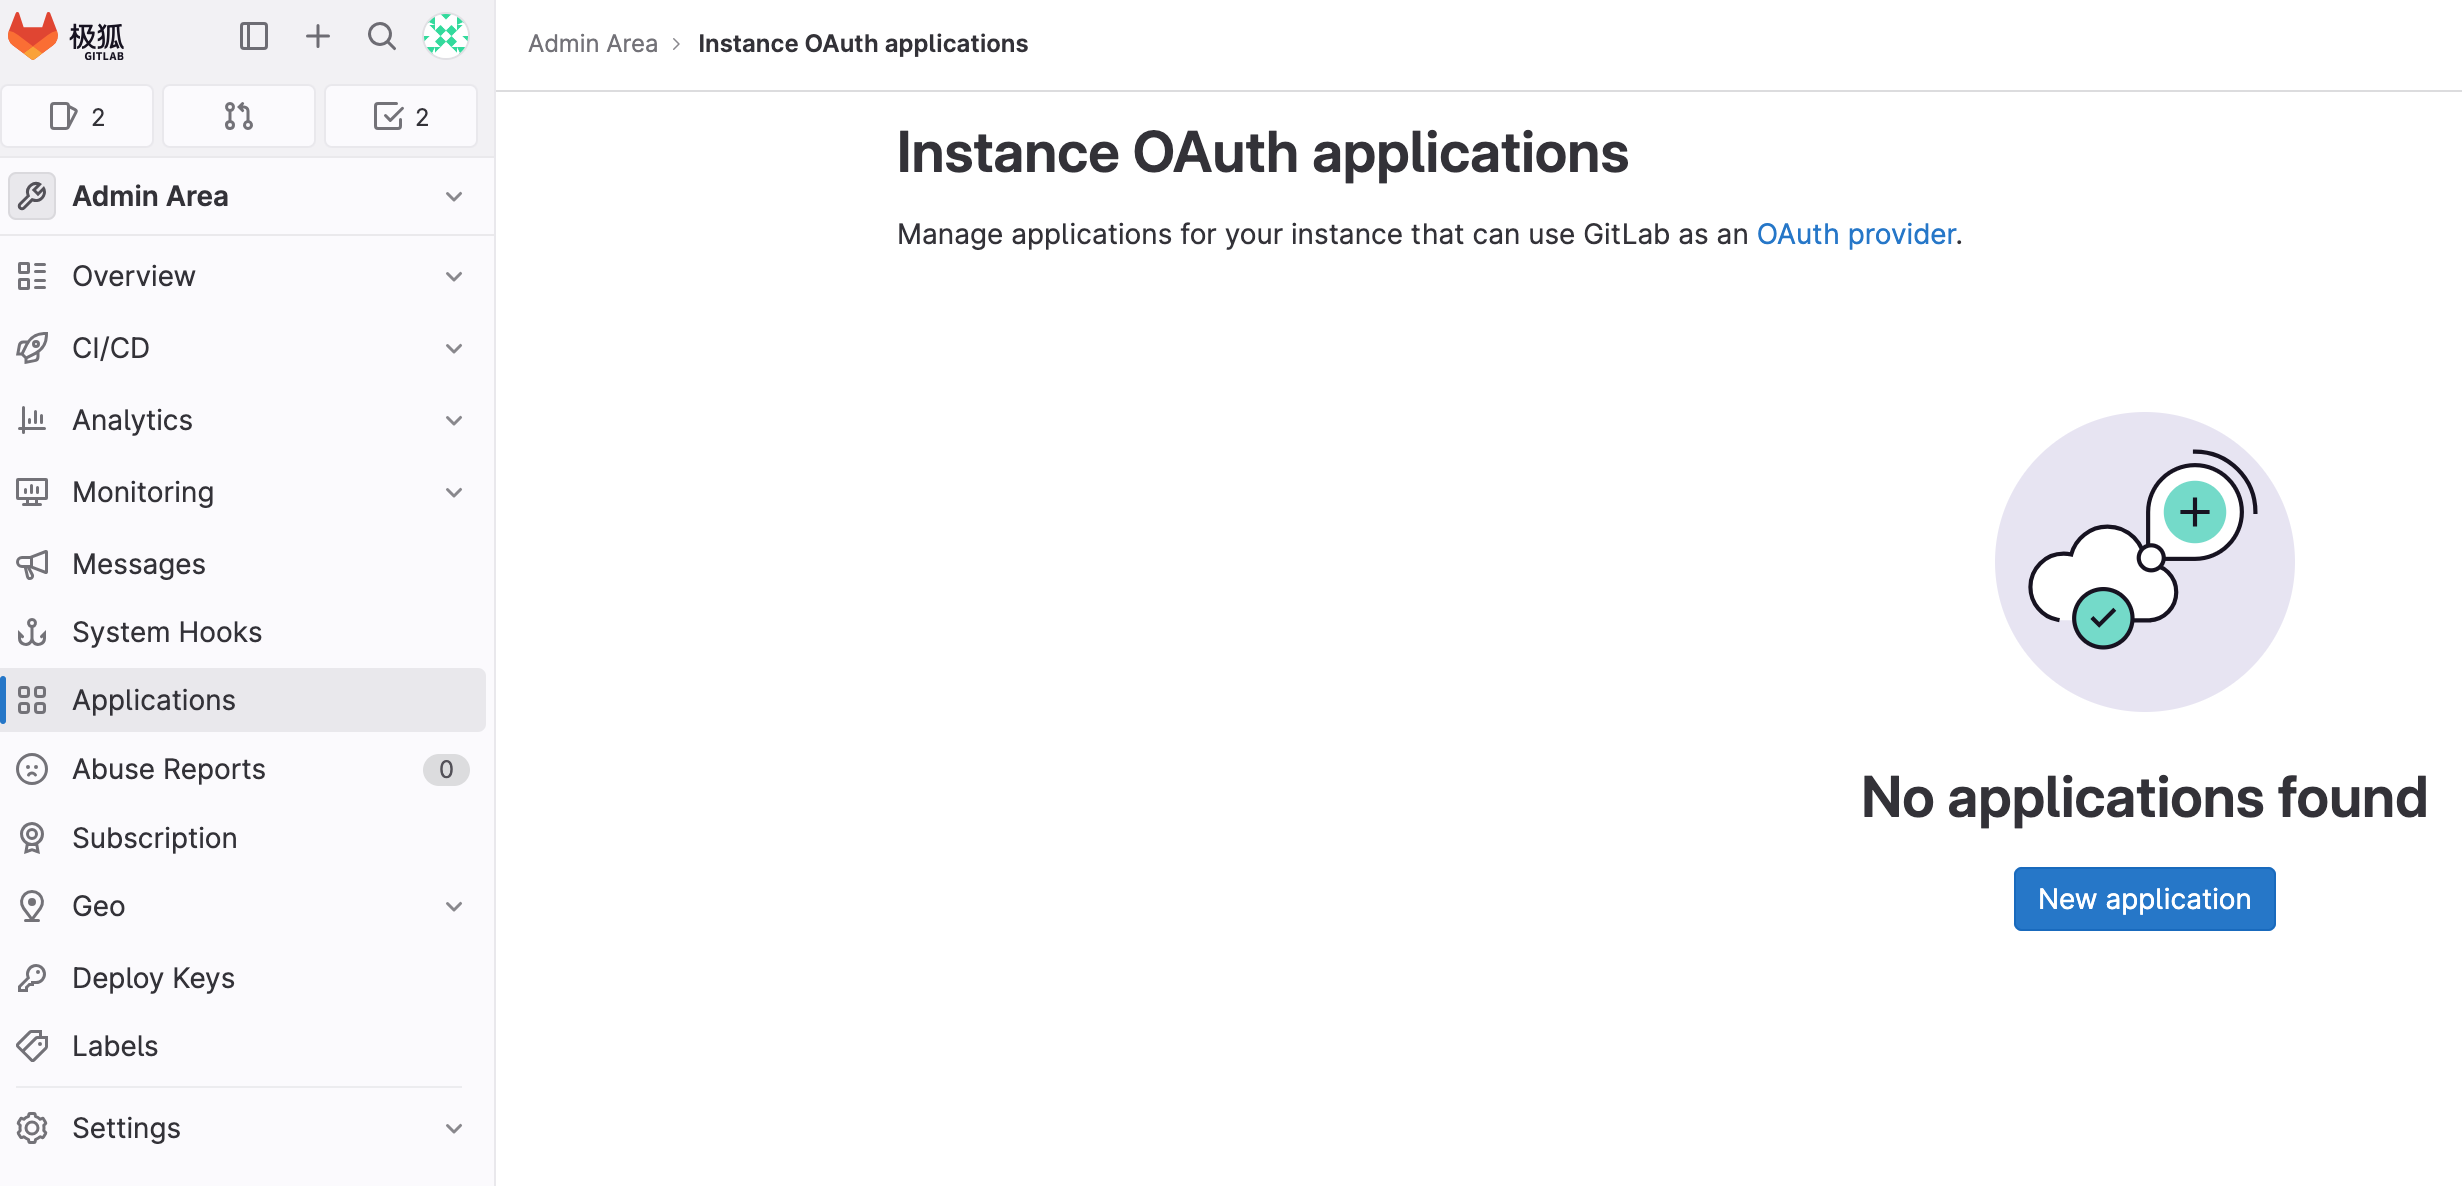 极狐
GITLAB
2
2
Admin Area
Overview
CI/CD
Analytics
Monitoring
Messages
System Hooks
Applications
Abuse Reports 0
Subscription
Geo
Deploy Keys
Labels
Settings
Admin Area > Instance OAuth applications
Instance OAuth applications
Manage applications for your instance that can use GitLab as an OAuth provider.
No applications found
New application